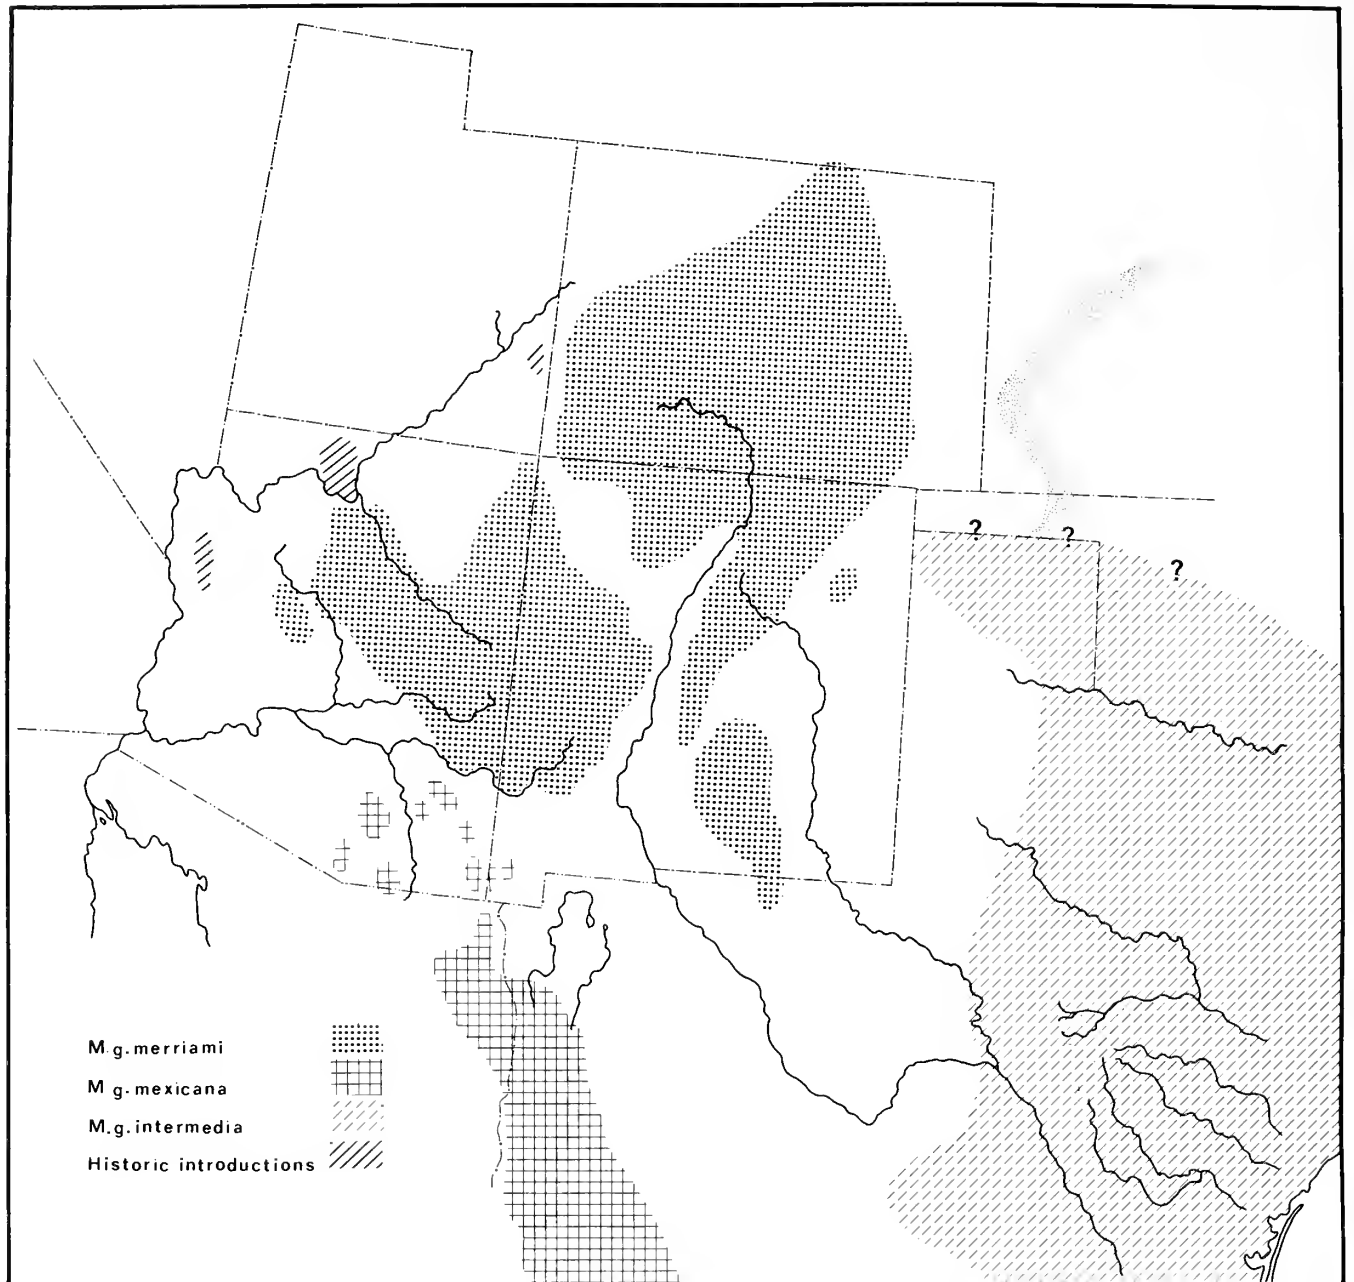 ?
?
?
M.g.merriami
M g.mexicana
M.g.intermedia
Historic introductions